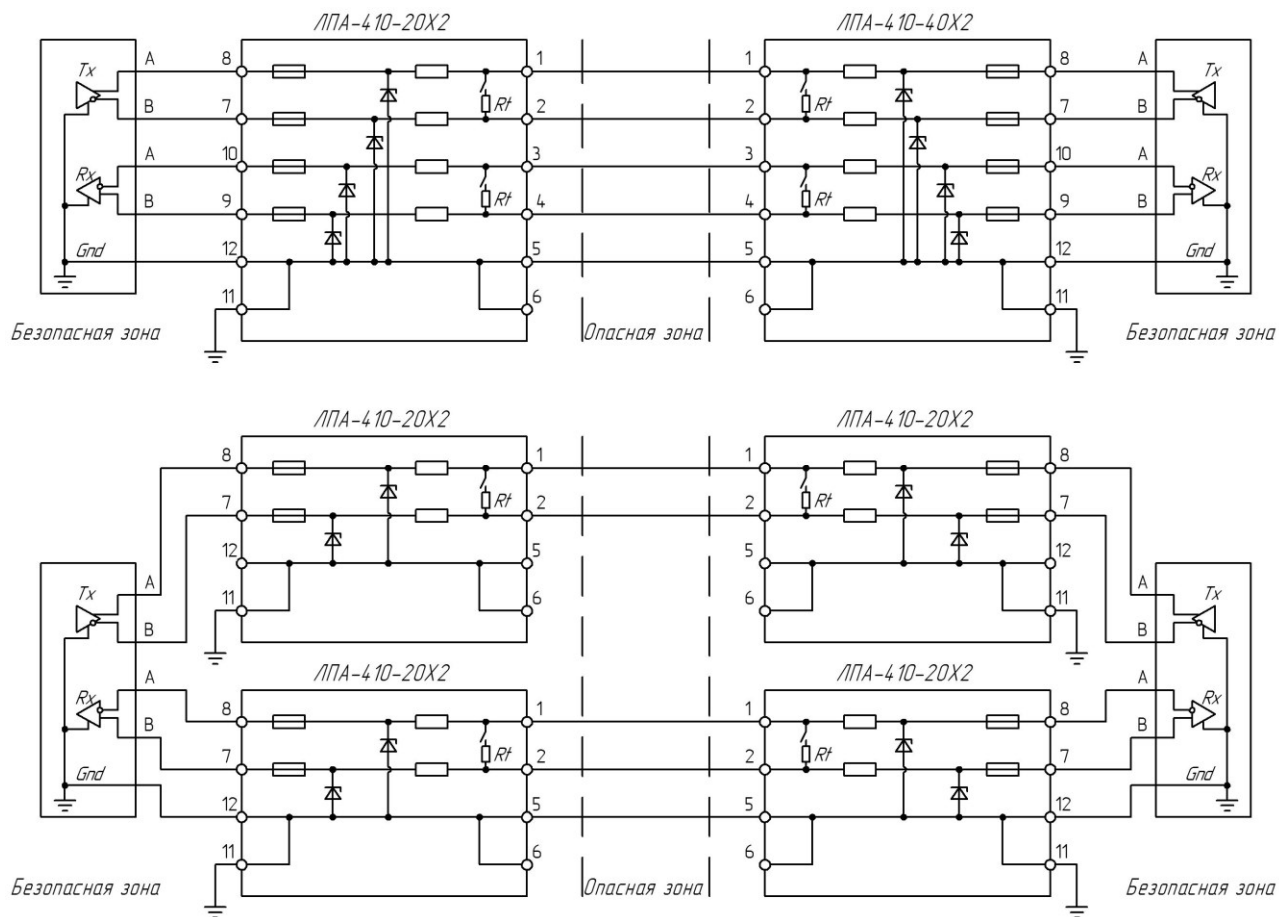 ЛПА-410-20Х2 ЛПА-410-40Х2
A 8 1 1 8 A
Tx Rt Rt Tx
B 7 2 2 7 B
A 10 3 3 10 A
Rx Rt Rt Rx
B 9 4 4 9 B
Gnd 12 5 5 12 Gnd
11 6 6 11
Безопасная зона Опасная зона Безопасная зона
ЛПА-410-20Х2 ЛПА-410-20Х2
8 1 1 8
Rt Rt
7 2 2 7
12 5 5 12
A A
Tx 11 6 6 11 Tx
B B
ЛПА-410-20Х2 ЛПА-410-20Х2
A A
Rx 8 1 1 8 Rx
B Rt Rt B
7 2 2 7
Gnd Gnd
12 5 5 12
11 6 6 11
Безопасная зона Опасная зона Безопасная зона